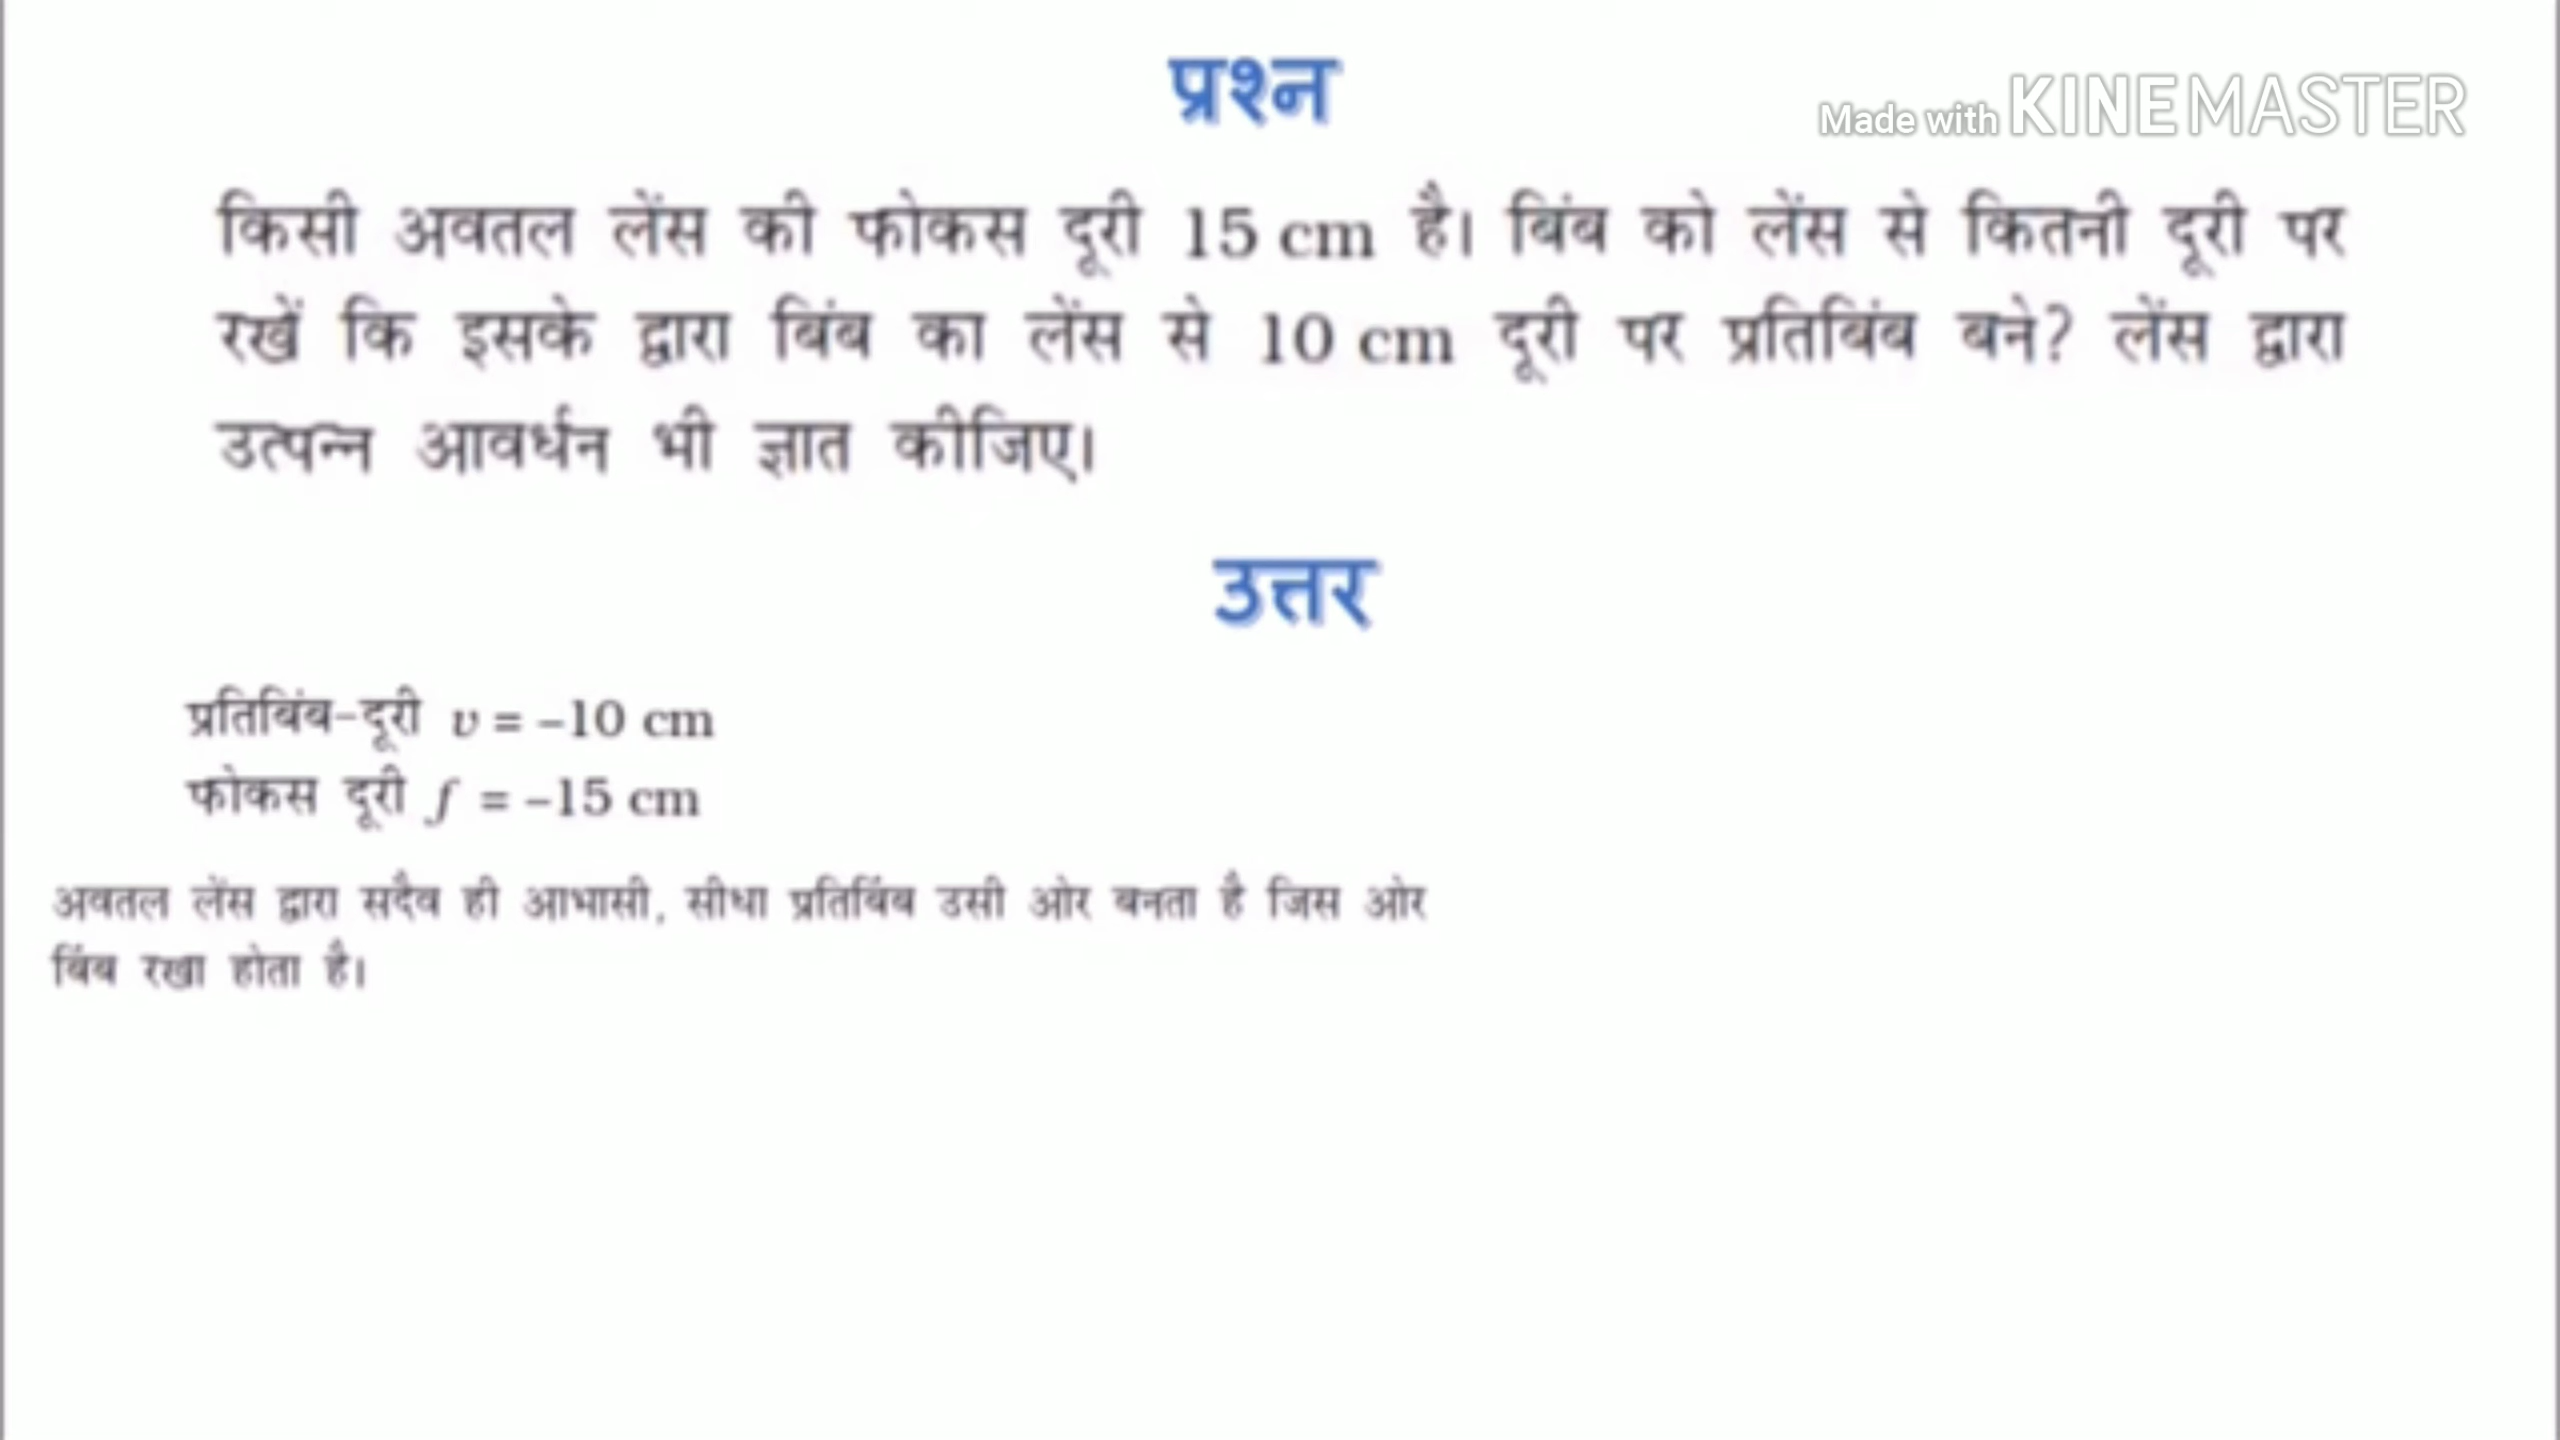 प्रश्न
Made with KINEMASTER
किसी अवतल लेंस की फोकस दूरी 15 cm है। बिंब को लेंस से कितनी दूरी पर
रखें कि इसके द्वारा बिंब का लेंस से 10 cm दूरी पर प्रतिबिंब बने? लेंस द्वारा
उत्पन्न आवर्धन भी ज्ञात कीजिए।
उत्तर
प्रतिबिंब-दूरी v = –10 cm
फोकस दूरी f = –15 cm
अवतल लेंस द्वारा सदैव ही आभासी, सीधा प्रतिबिंब उसी ओर बनता है जिस ओर
बिंब रखा होता है।